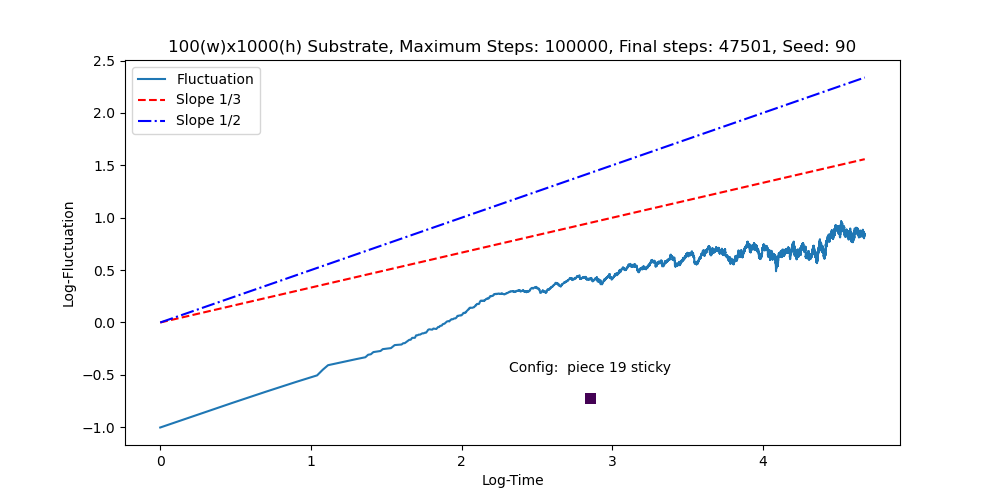 100(w)x1000(h) Substrate, Maximum Steps: 100000, Final steps: 47501, Seed: 90
2.5
2.0
1.5
1.0
0.5
0.0
−0.5
−1.0
Log-Fluctuation
Fluctuation
Slope 1/3
Slope 1/2
Config:  piece 19 sticky
0 1 2 3 4
Log-Time